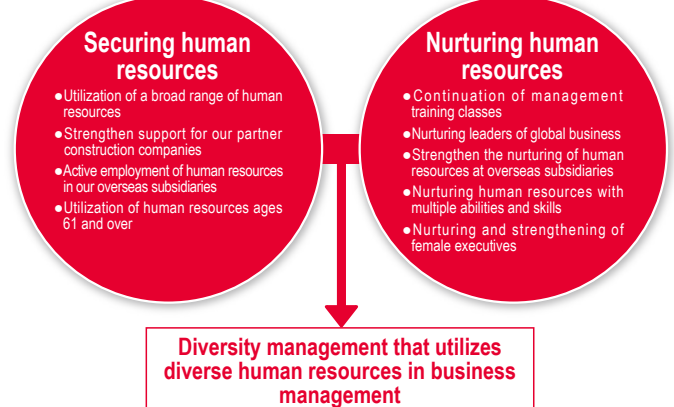 Securing human
resources
●Utilization of a broad range of human
resources
●Strengthen support for our partner
construction companies
●Active employment of human resources
in our overseas subsidiaries
●Utilization of human resources ages
61 and over
Nurturing human
resources
●Continuation of management
training classes
●Nurturing leaders of global business
●Strengthen the nurturing of human
resources at overseas subsidiaries
●Nurturing human resources with
multiple abilities and skills
●Nurturing and strengthening of
female executives
Diversity management that utilizes
diverse human resources in business
management